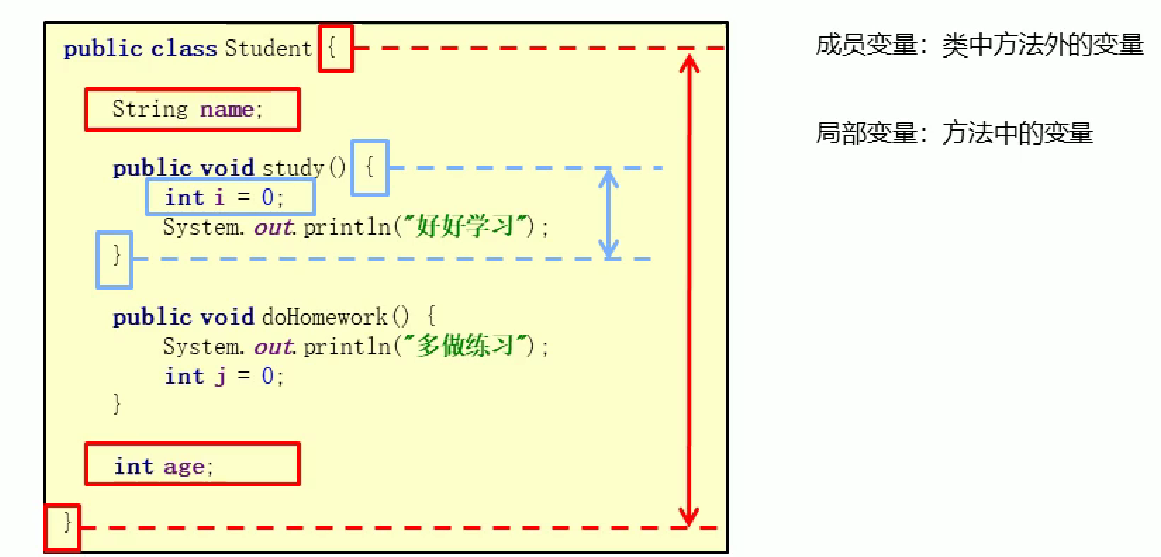 public class Student {
成员变量：类中方法外的变量
String name;
局部变量：方法中的变量
public void study() {
int i = 0;
System.out.println("好好学习");
}
public void doHomework() {
System.out.println("多做练习");
int j = 0;
}
int age;
}